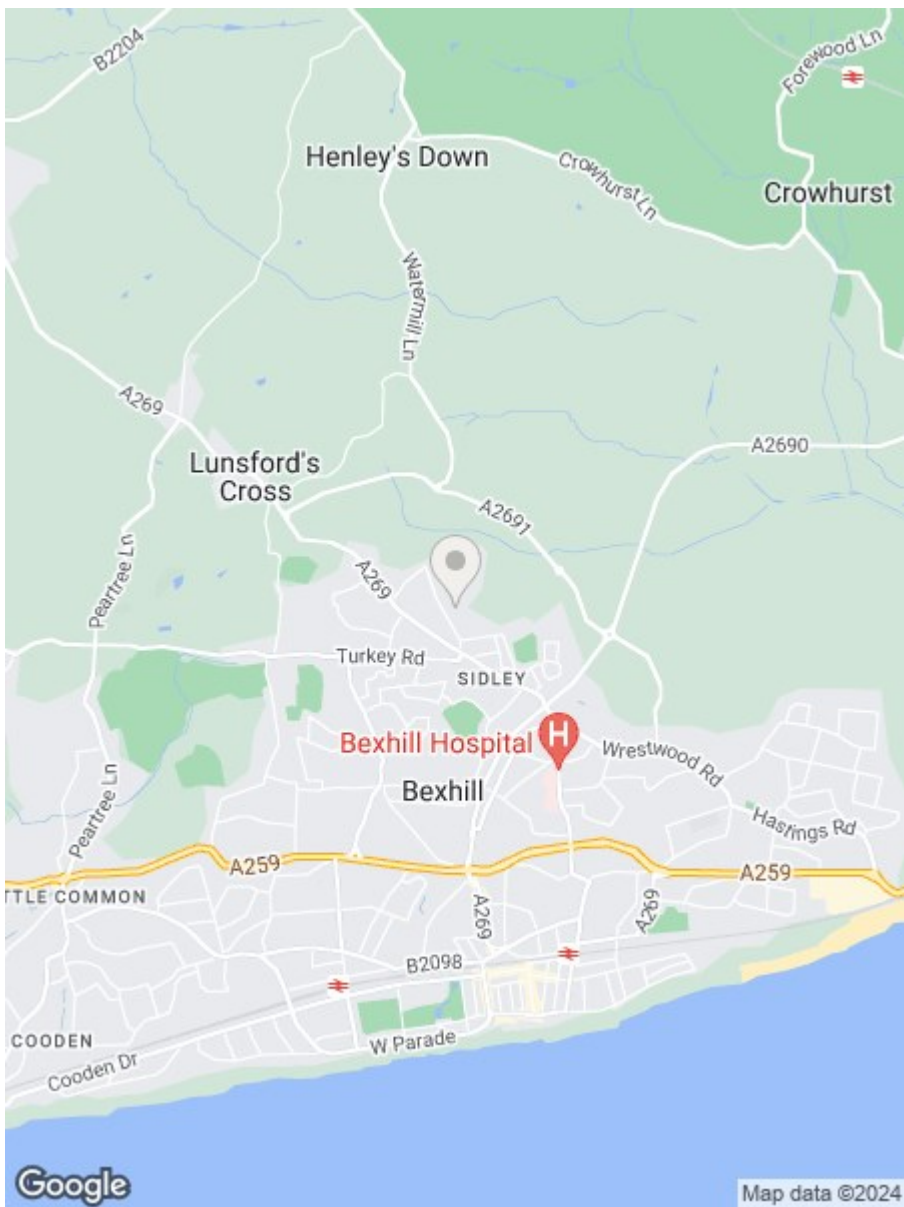 B2204
Forewood Ln
Henley's Down
Crowhurst Ln
Crowhurst
Watermill Ln
A269
A2690
Lunsford's
Cross
A2691
Peartree Ln
A269
Turkey Rd
SIDLEY
Bexhill Hospital
H
Wrestwood Rd
Bexhill
Peartree Ln
Hastings Rd
A259
A259
TTLE COMMON
A269
A269
B2098
COODEN
W Parade
Cooden Dr
Google
Map data ©2024